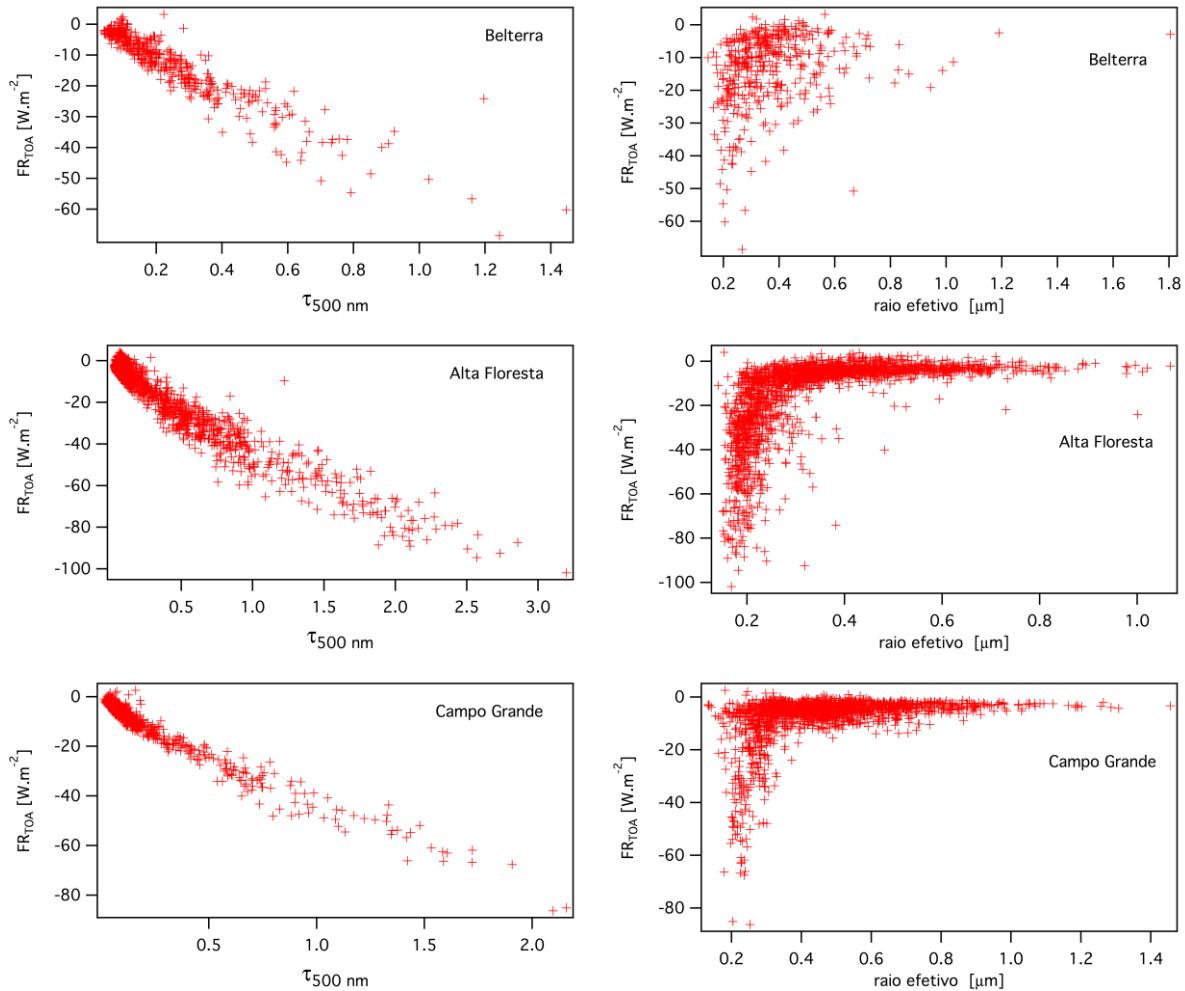 0
-10
-20
-30
-40
-50
-60
FR_TOA [W.m⁻²]
Belterra
0.2 0.4 0.6 0.8 1.0 1.2 1.4
τ_500 nm
0
-10
-20
-30
-40
-50
-60
FR_TOA [W.m⁻²]
Belterra
0.2 0.4 0.6 0.8 1.0 1.2 1.4 1.6 1.8
raio efetivo [μm]
0
-20
-40
-60
-80
-100
FR_TOA [W.m⁻²]
Alta Floresta
0.5 1.0 1.5 2.0 2.5 3.0
τ_500 nm
0
-20
-40
-60
-80
-100
FR_TOA [W.m⁻²]
Alta Floresta
0.2 0.4 0.6 0.8 1.0
raio efetivo [μm]
0
-20
-40
-60
-80
FR_TOA [W.m⁻²]
Campo Grande
0.5 1.0 1.5 2.0
τ_500 nm
0
-20
-40
-60
-80
FR_TOA [W.m⁻²]
Campo Grande
0.2 0.4 0.6 0.8 1.0 1.2 1.4
raio efetivo [μm]